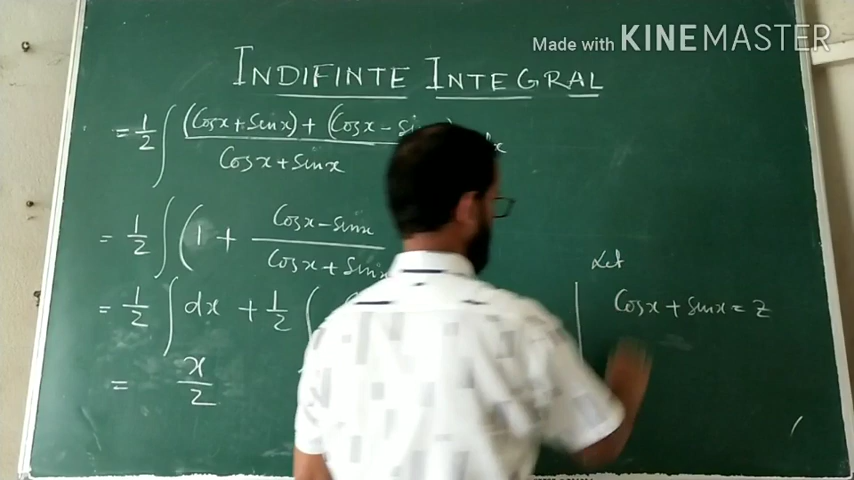 Made with KINEMASTER
INDIFINTE INTEGRAL
= 1/2 ∫ (Cosx + Sinx) + (Cosx - Si / Cosx + Sinx dx
= 1/2 ∫ (1 + Cosx - Sinx / Cosx + Sinx
= 1/2 ∫ dx + 1/2 ∫
= x/2
Let
Cosx + Sinx = Z